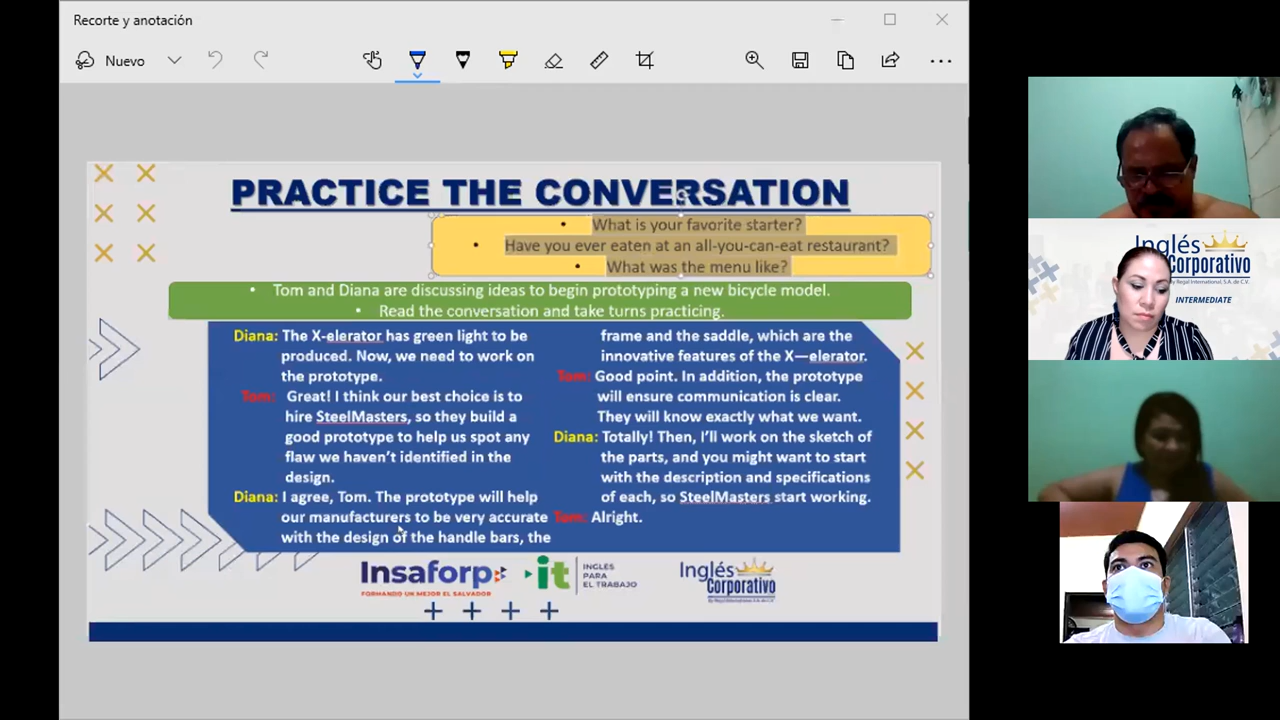 Recorte y anotación
Nuevo
PRACTICE THE CONVERSATION
• What is your favorite starter?
• Have you ever eaten at an all-you-can-eat restaurant?
• What was the menu like?
• Tom and Diana are discussing ideas to begin prototyping a new bicycle model.
• Read the conversation and take turns practicing.
Diana: The X-elerator has green light to be
produced. Now, we need to work on
the prototype.
Tom: Great! I think our best choice is to
hire SteelMasters, so they build a
good prototype to help us spot any
flaw we haven't identified in the
design.
Diana: I agree, Tom. The prototype will help
our manufacturers to be very accurate
with the design of the handle bars, the
frame and the saddle, which are the
innovative features of the X—elerator.
Tom: Good point. In addition, the prototype
will ensure communication is clear.
They will know exactly what we want.
Diana: Totally! Then, I'll work on the sketch of
the parts, and you might want to start
with the description and specifications
of each, so SteelMasters start working.
Tom: Alright.
Insaforp
FORMANDO UN MEJOR EL SALVADOR
it
INGLÉS
PARA
EL TRABAJO
Inglés
Corporativo
By Regal International, S.A. de C.V.
Inglés
Corporativo
By Regal International, S.A. de C.V.
INTERMEDIATE